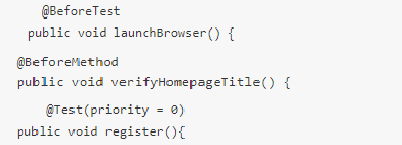 @BeforeTest
public void launchBrowser() {
@BeforeMethod
public void verifyHomepageTitle() {
@Test(priority = 0)
public void register(){